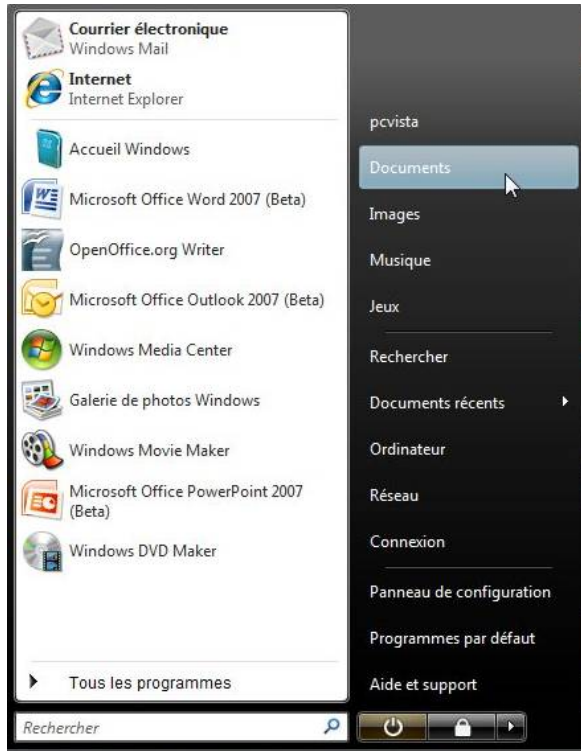 Courrier électronique
Windows Mail
Internet
Internet Explorer
Accueil Windows
Microsoft Office Word 2007 (Beta)
OpenOffice.org Writer
Microsoft Office Outlook 2007 (Beta)
Windows Media Center
Galerie de photos Windows
Windows Movie Maker
Microsoft Office PowerPoint 2007
(Beta)
Windows DVD Maker
Tous les programmes
Rechercher
pcvista
Documents
Images
Musique
Jeux
Rechercher
Documents récents
Ordinateur
Réseau
Connexion
Panneau de configuration
Programmes par défaut
Aide et support